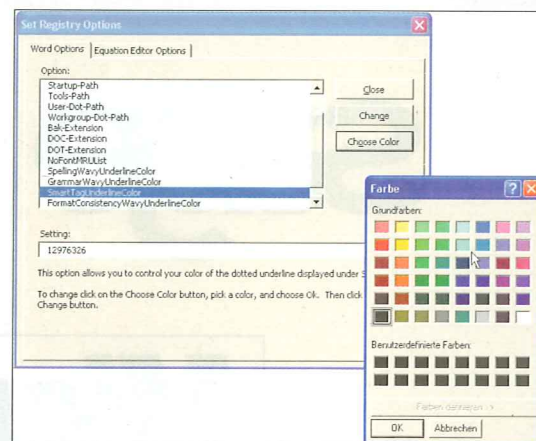 Set Registry Options
Word Options
Equation Editor Options
Option:
Startup-Path
Tools-Path
User-Dot-Path
Workgroup-Dot-Path
Bak-Extension
DOC-Extension
DOT-Extension
NoFontMRUList
SpellingWavyUnderlineColor
GrammarWavyUnderlineColor
SmartTagUnderlineColor
FormatConsistencyWavyUnderlineColor
Close
Change
Choose Color
Setting:
12976326
This option allows you to control your color of the dotted underline displayed under S
To change click on the Choose Color button, pick a color, and choose Ok. Then click
Change button.
Farbe
Grundfarben:
Benutzerdefinierte Farben:
Farben definieren >>
OK
Abbrechen